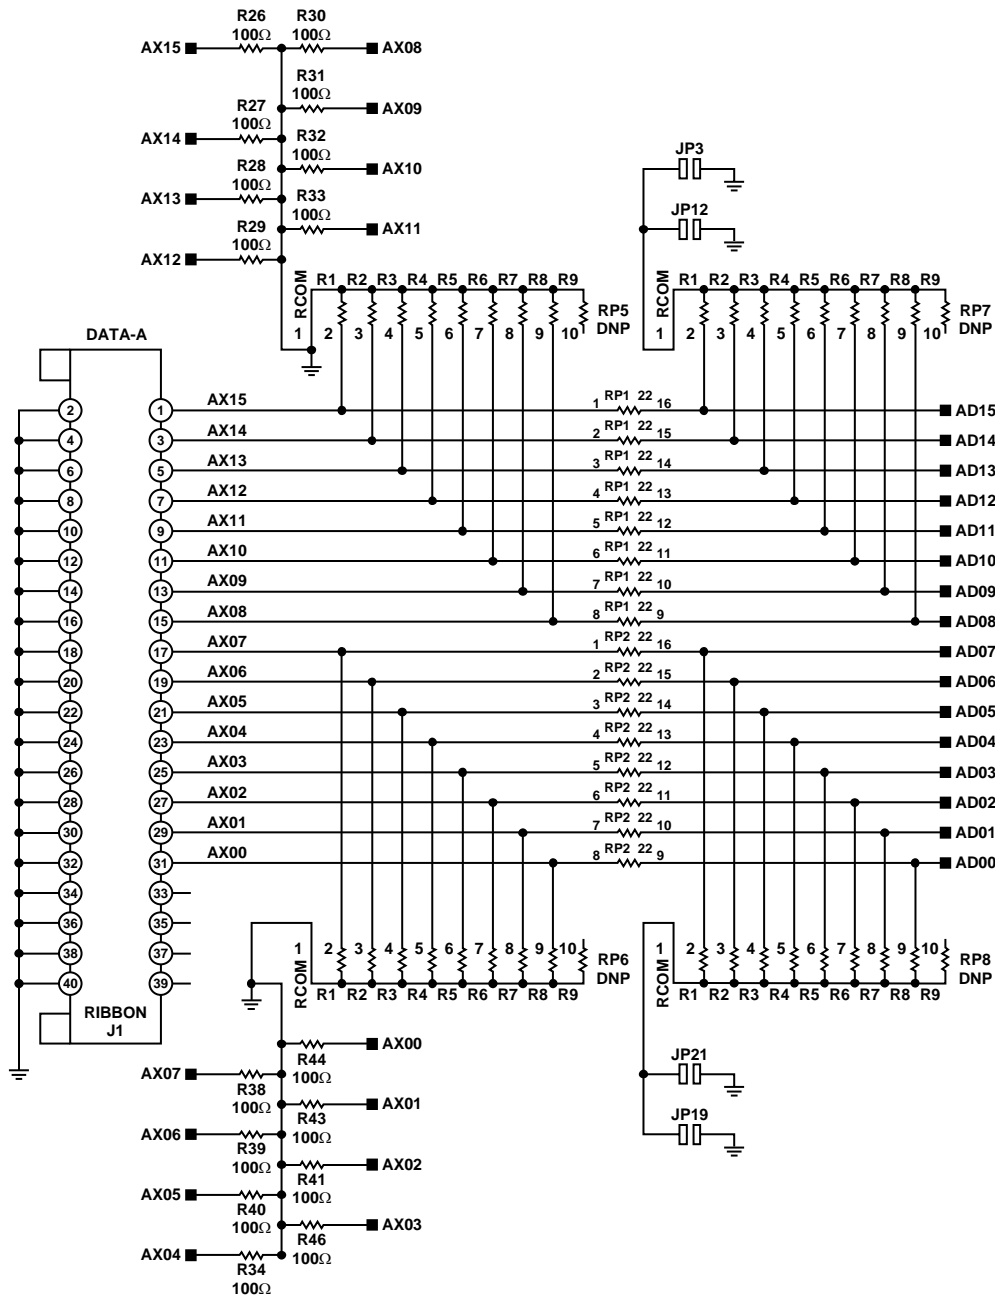 R26 R30
100Ω 100Ω
AX15 AX08
R31
100Ω
AX09
R27
100Ω
AX14
R32
100Ω
AX10
R28
100Ω
AX13
R33
100Ω
AX11
R29
100Ω
AX12
JP3
JP12
RCOM 1
R1 R2 R3 R4 R5 R6 R7 R8 R9
2 3 4 5 6 7 8 9 10
RP5
DNP
RCOM 1
R1 R2 R3 R4 R5 R6 R7 R8 R9
2 3 4 5 6 7 8 9 10
RP7
DNP
DATA-A
2 1 AX15 1 RP1 22 16 AD15
4 3 AX14 2 RP1 22 15 AD14
6 5 AX13 3 RP1 22 14 AD13
8 7 AX12 4 RP1 22 13 AD12
10 9 AX11 5 RP1 22 12 AD11
12 11 AX10 6 RP1 22 11 AD10
14 13 AX09 7 RP1 22 10 AD09
16 15 AX08 8 RP1 22 9 AD08
18 17 AX07 1 RP2 22 16 AD07
20 19 AX06 2 RP2 22 15 AD06
22 21 AX05 3 RP2 22 14 AD05
24 23 AX04 4 RP2 22 13 AD04
26 25 AX03 5 RP2 22 12 AD03
28 27 AX02 6 RP2 22 11 AD02
30 29 AX01 7 RP2 22 10 AD01
32 31 AX00 8 RP2 22 9 AD00
34 33
36 35
38 37
40 39
RIBBON
J1
RCOM 1
2 3 4 5 6 7 8 9 10
R1 R2 R3 R4 R5 R6 R7 R8 R9
RP6
DNP
RCOM 1
2 3 4 5 6 7 8 9 10
R1 R2 R3 R4 R5 R6 R7 R8 R9
RP8
DNP
AX00
R44
100Ω
AX07
R38
100Ω
AX01
R43
100Ω
AX06
R39
100Ω
AX02
R41
100Ω
AX05
R40
100Ω
AX03
R46
100Ω
AX04
R34
100Ω
JP21
JP19